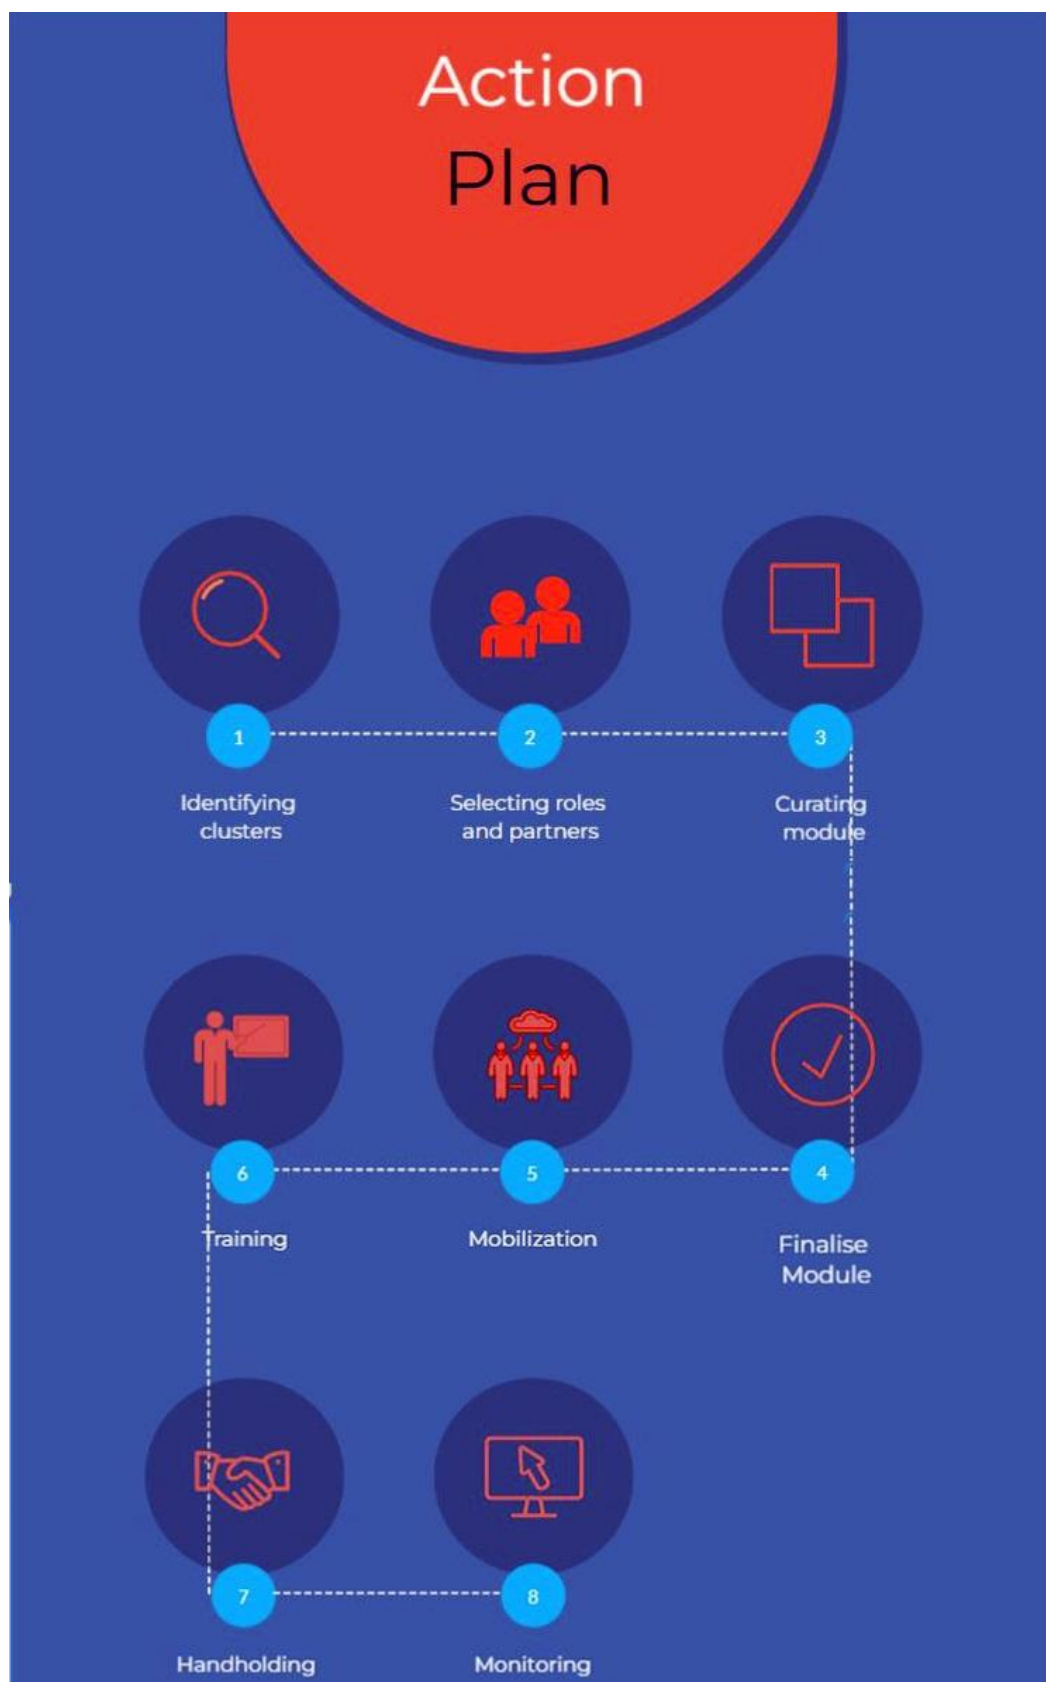 Action
Plan
1
2
3
Identifying
clusters
Selecting roles
and partners
Curating
module
6
5
4
Training
Mobilization
Finalise
Module
7
8
Handholding
Monitoring